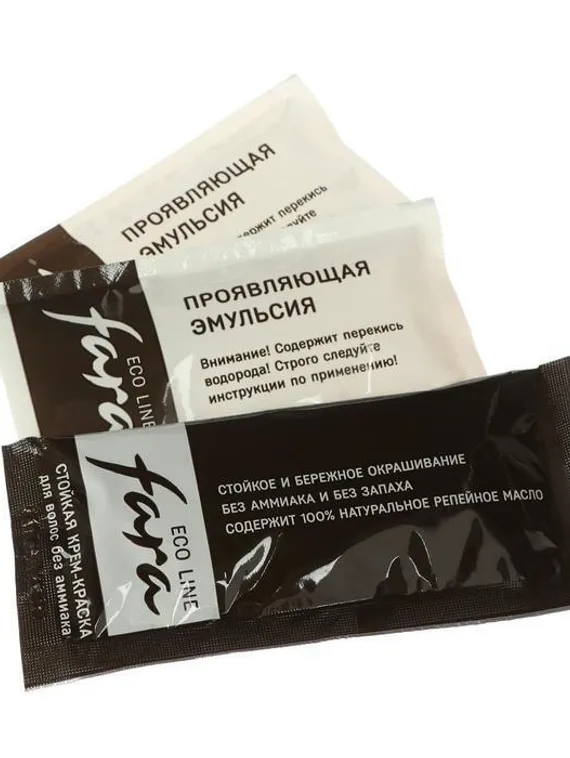 ПРОЯВЛЯЮЩАЯ
ЭМУЛЬСИЯ
перекись
ПРОЯВЛЯЮЩАЯ
ЭМУЛЬСИЯ
Внимание! Содержит перекись
водорода! Строго следуйте
инструкции по применению!
fara
ECO LINE
СТОЙКОЕ И БЕРЕЖНОЕ ОКРАШИВАНИЕ
БЕЗ АММИАКА И БЕЗ ЗАПАХА
СОДЕРЖИТ 100% НАТУРАЛЬНОЕ РЕПЕЙНОЕ МАСЛО
fara
ECO LINE
СТОЙКАЯ КРЕМ-КРАСКА
для волос без аммиака